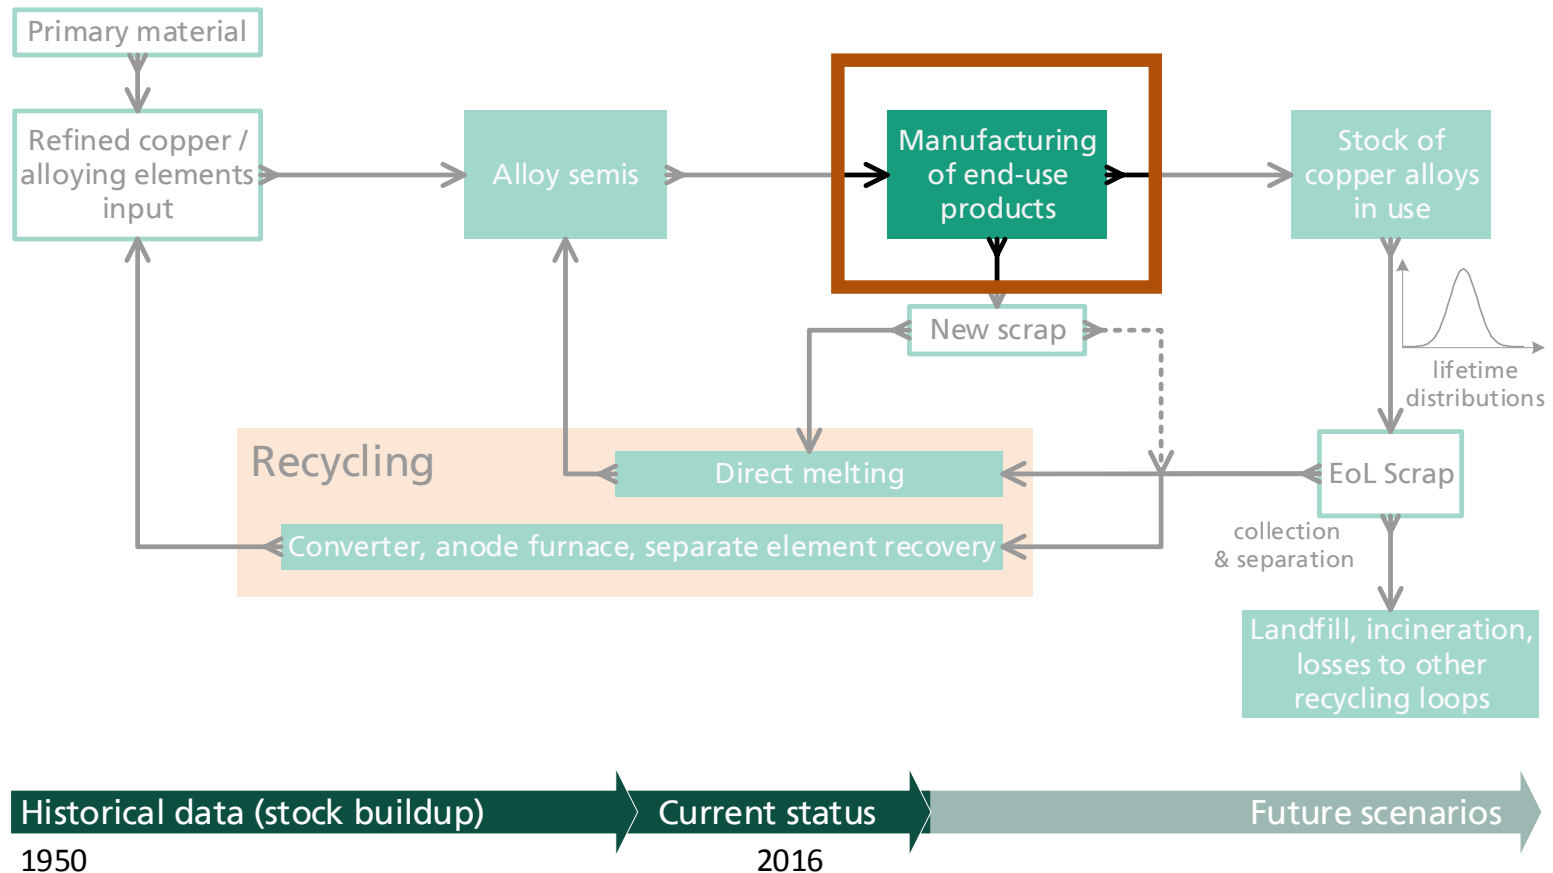 Primary material
Refined copper /
alloying elements
input
Alloy semis
Manufacturing
of end-use
products
Stock of
copper alloys
in use
New scrap
lifetime
distributions
Recycling
Direct melting
EoL Scrap
Converter, anode furnace, separate element recovery
collection
& separation
Landfill, incineration,
losses to other
recycling loops
Historical data (stock buildup)
Current status
Future scenarios
1950
2016